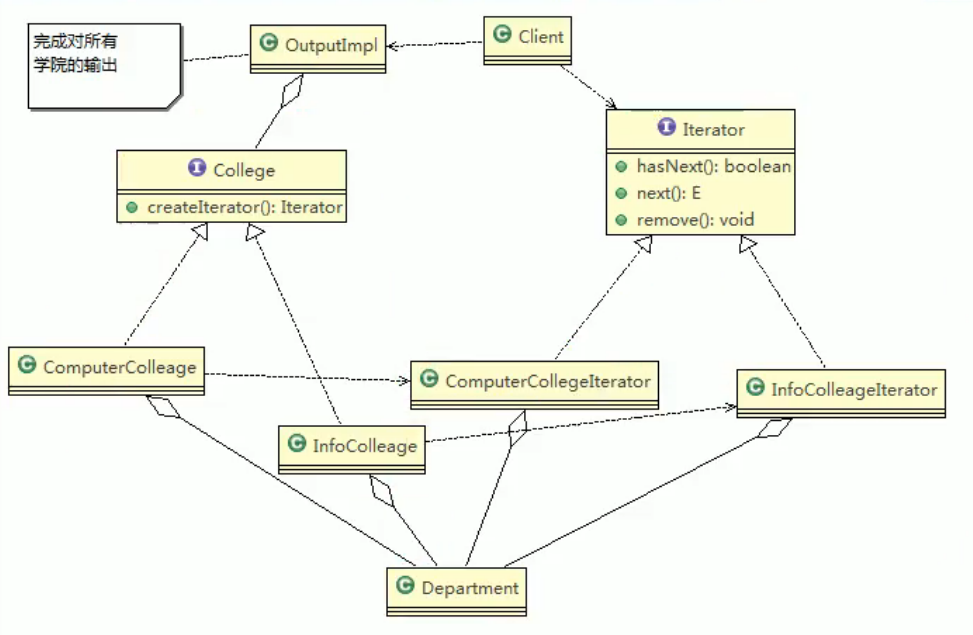 完成对所有
学院的输出
C OutputImpl
C Client
I Iterator
hasNext(): boolean
next(): E
remove(): void
I College
createIterator(): Iterator
C ComputerColleage
C ComputerCollegeIterator
C InfoColleageIterator
C InfoColleage
C Department